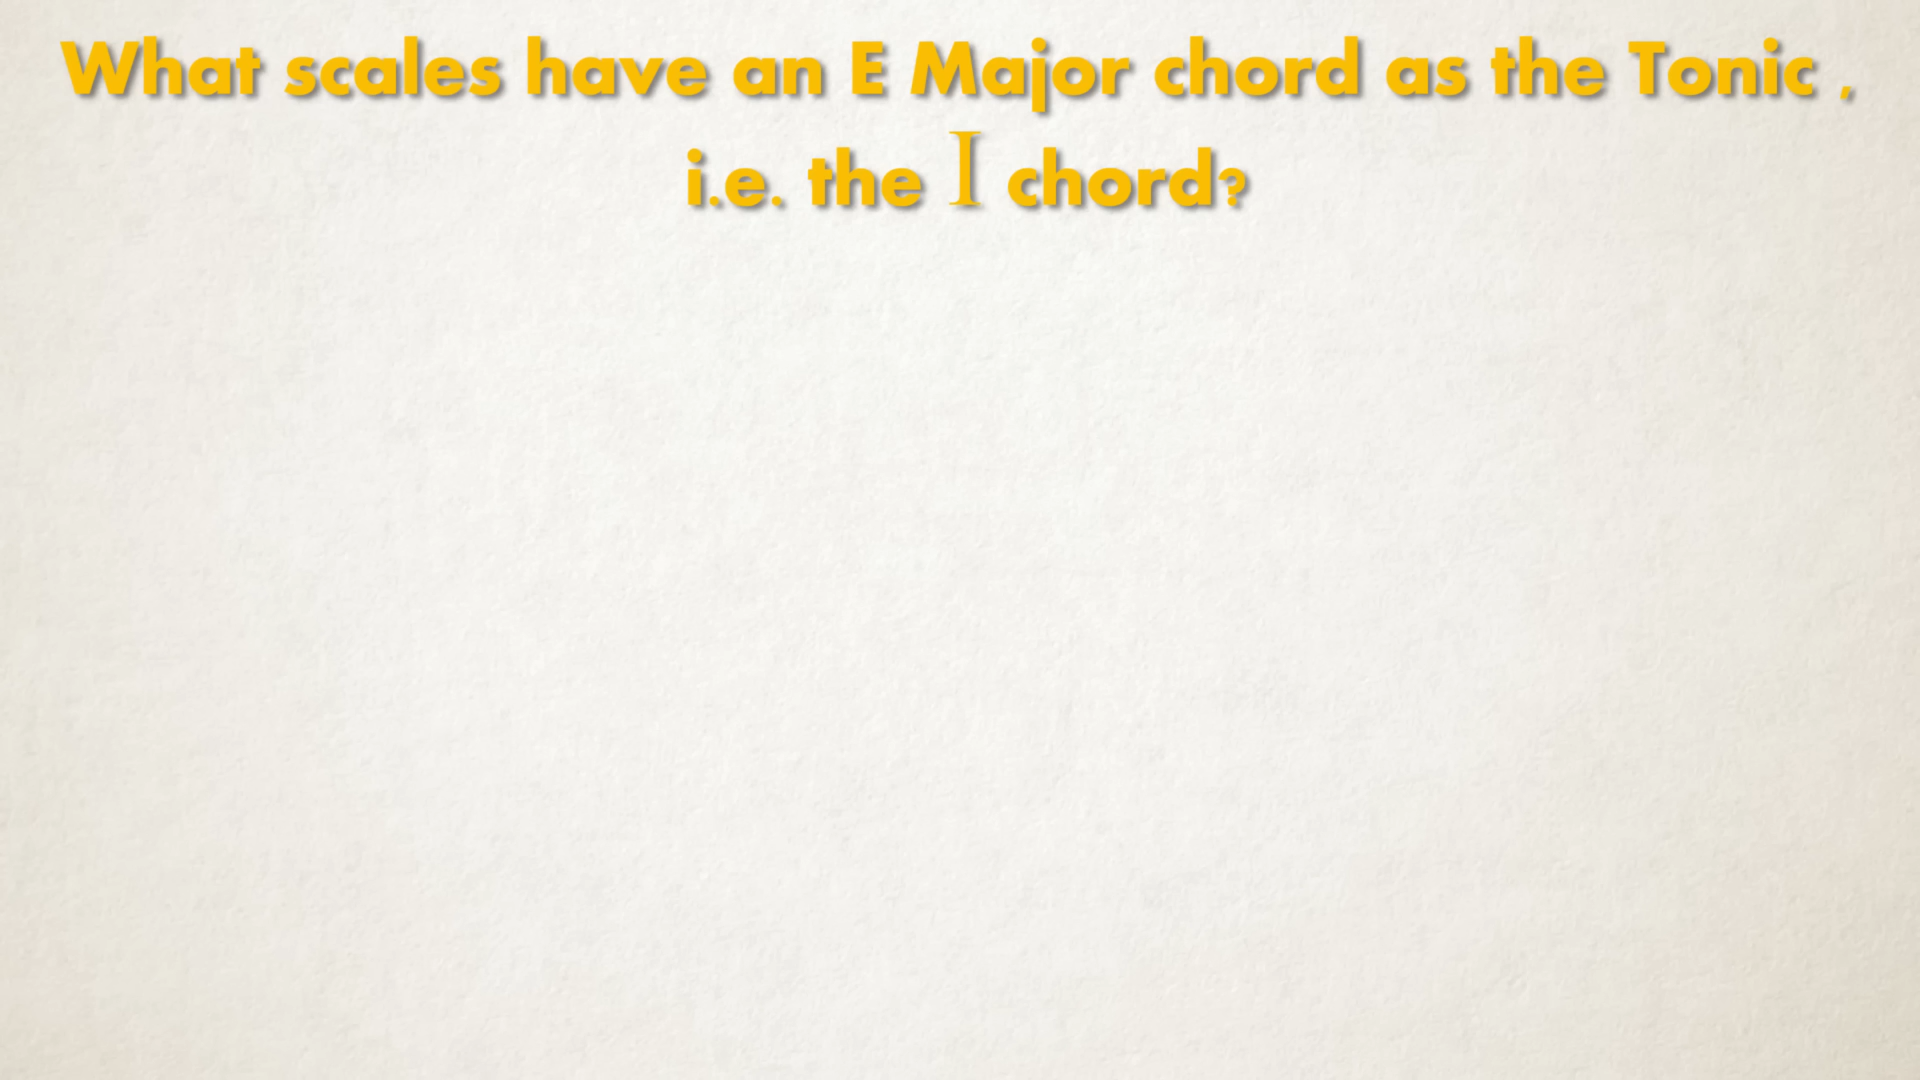 What scales have an E Major chord as the Tonic ,
i.e. the I chord?